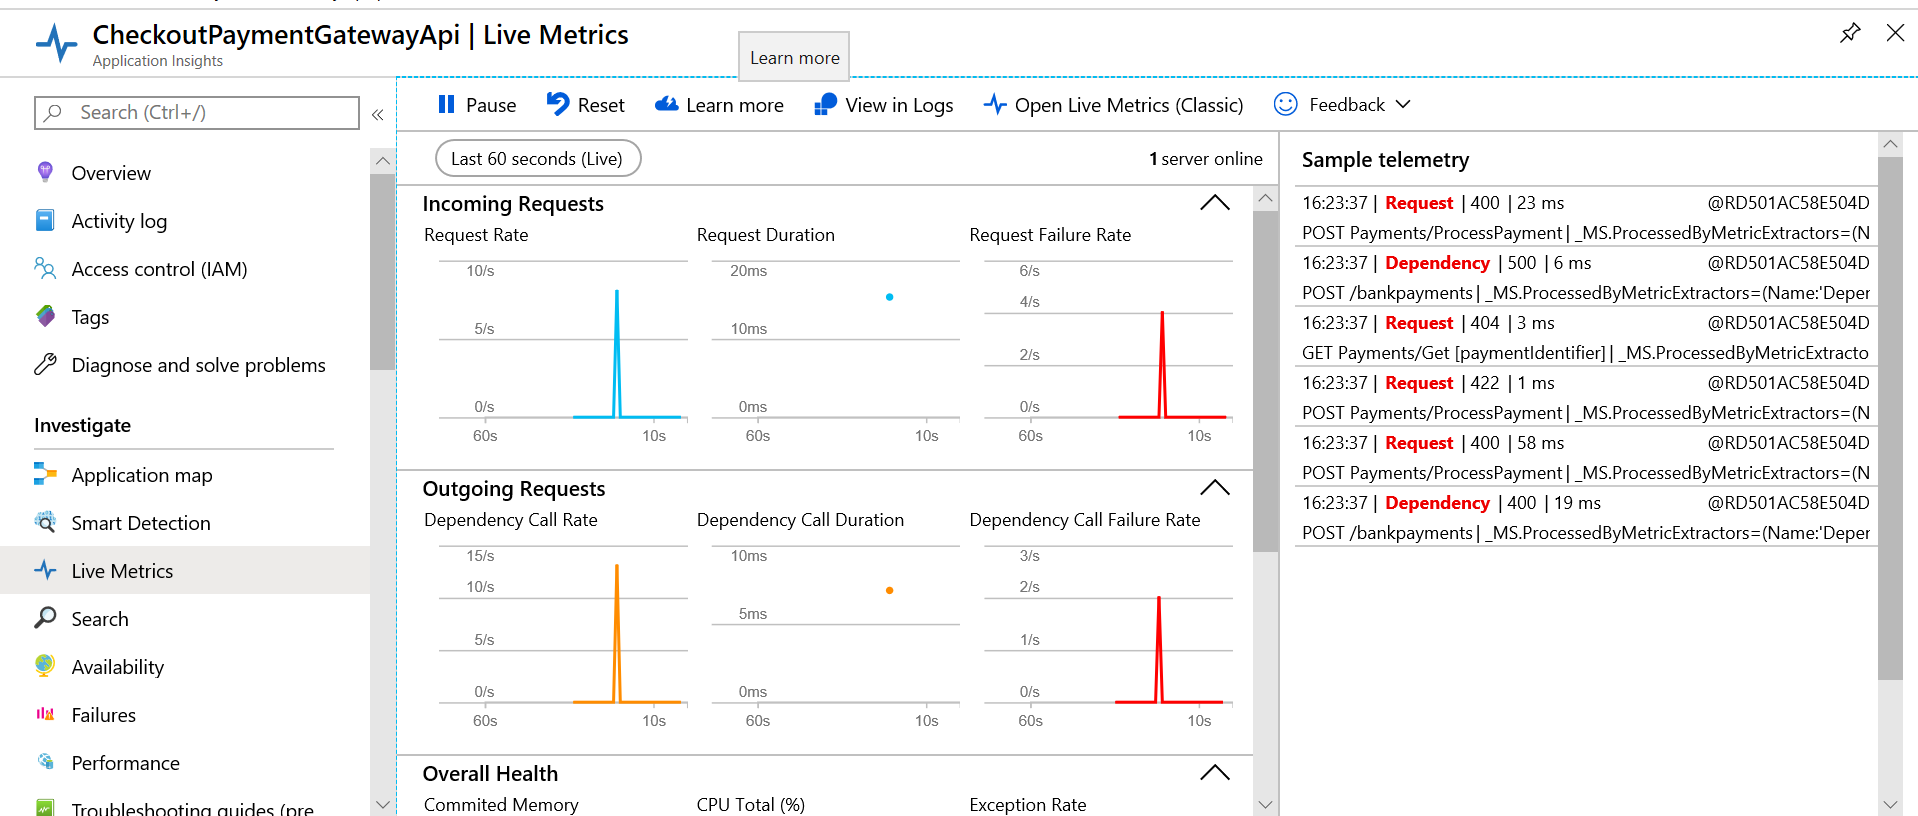 CheckoutPaymentGatewayApi | Live Metrics
Application Insights
Learn more
Search (Ctrl+/)
«
Overview
Activity log
Access control (IAM)
Tags
Diagnose and solve problems
Investigate
Application map
Smart Detection
Live Metrics
Search
Availability
Failures
Performance
Troubleshooting guides (pre
Pause
Reset
Learn more
View in Logs
Open Live Metrics (Classic)
Feedback
Last 60 seconds (Live)
1 server online
Incoming Requests
Request Rate
10/s
5/s
0/s
60s
10s
Request Duration
20ms
10ms
0ms
60s
10s
Request Failure Rate
6/s
4/s
2/s
0/s
60s
10s
Outgoing Requests
Dependency Call Rate
15/s
10/s
5/s
0/s
60s
10s
Dependency Call Duration
10ms
5ms
0ms
60s
10s
Dependency Call Failure Rate
3/s
2/s
1/s
0/s
60s
10s
Overall Health
Commited Memory
CPU Total (%)
Exception Rate
Sample telemetry
16:23:37 | Request | 400 | 23 ms @RD501AC58E504D
POST Payments/ProcessPayment | _MS.ProcessedByMetricExtractors=(N
16:23:37 | Dependency | 500 | 6 ms @RD501AC58E504D
POST /bankpayments | _MS.ProcessedByMetricExtractors=(Name:'Deper
16:23:37 | Request | 404 | 3 ms @RD501AC58E504D
GET Payments/Get [paymentIdentifier] | _MS.ProcessedByMetricExtracto
16:23:37 | Request | 422 | 1 ms @RD501AC58E504D
POST Payments/ProcessPayment | _MS.ProcessedByMetricExtractors=(N
16:23:37 | Request | 400 | 58 ms @RD501AC58E504D
POST Payments/ProcessPayment | _MS.ProcessedByMetricExtractors=(N
16:23:37 | Dependency | 400 | 19 ms @RD501AC58E504D
POST /bankpayments | _MS.ProcessedByMetricExtractors=(Name:'Deper